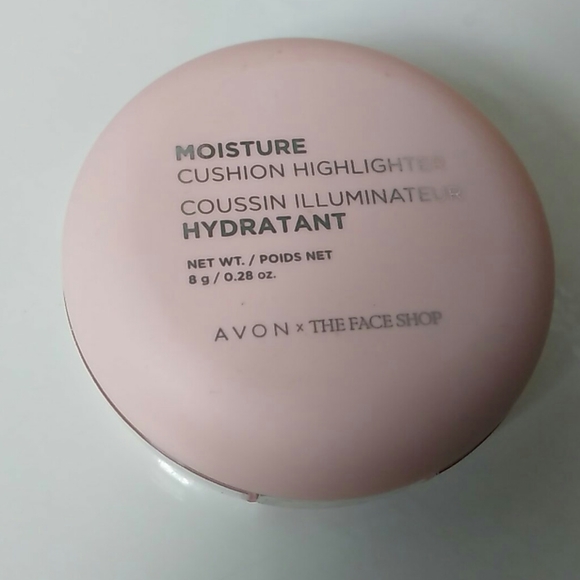 MOISTURE
CUSHION HIGHLIGHTER
COUSSIN ILLUMINATEUR
HYDRATANT
NET WT. / POIDS NET
8 g / 0.28 oz.
AVON x THE FACE SHOP